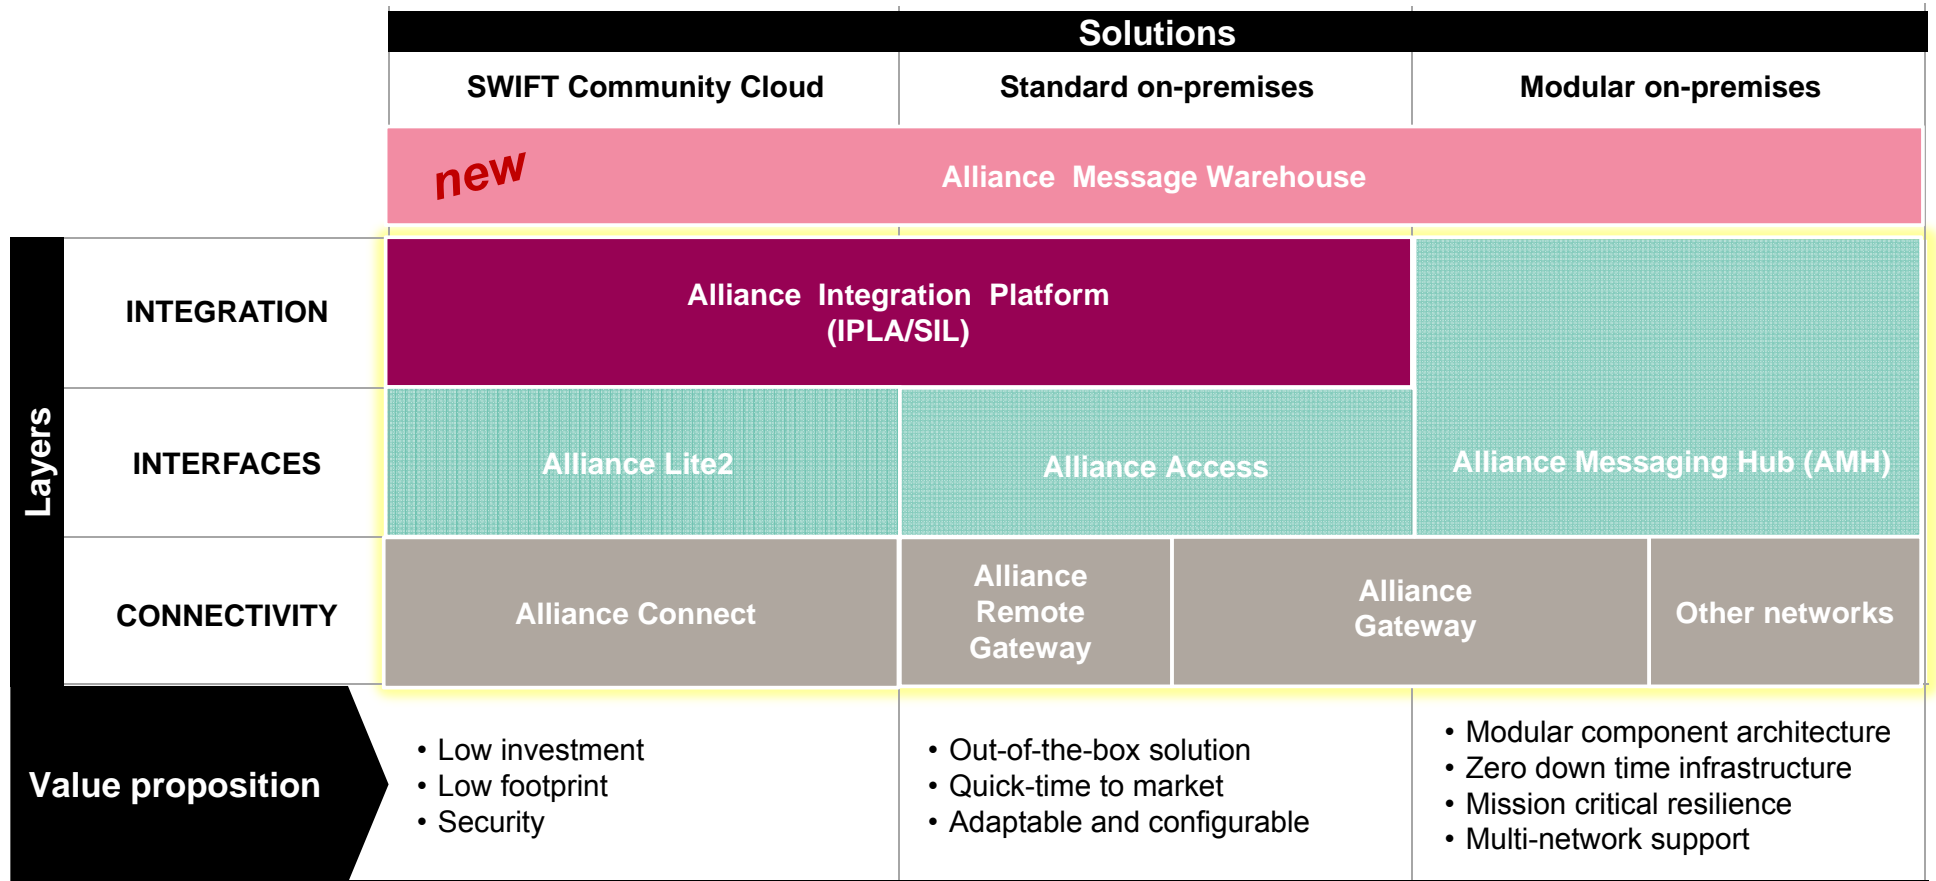 Solutions
SWIFT Community Cloud
Standard on-premises
Modular on-premises
new
Alliance Message Warehouse
Layers
INTEGRATION
Alliance Integration Platform
(IPLA/SIL)
INTERFACES
Alliance Lite2
Alliance Access
Alliance Messaging Hub (AMH)
CONNECTIVITY
Alliance Connect
Alliance
Remote
Gateway
Alliance
Gateway
Other networks
Value proposition
• Low investment
• Low footprint
• Security
• Out-of-the-box solution
• Quick-time to market
• Adaptable and configurable
• Modular component architecture
• Zero down time infrastructure
• Mission critical resilience
• Multi-network support